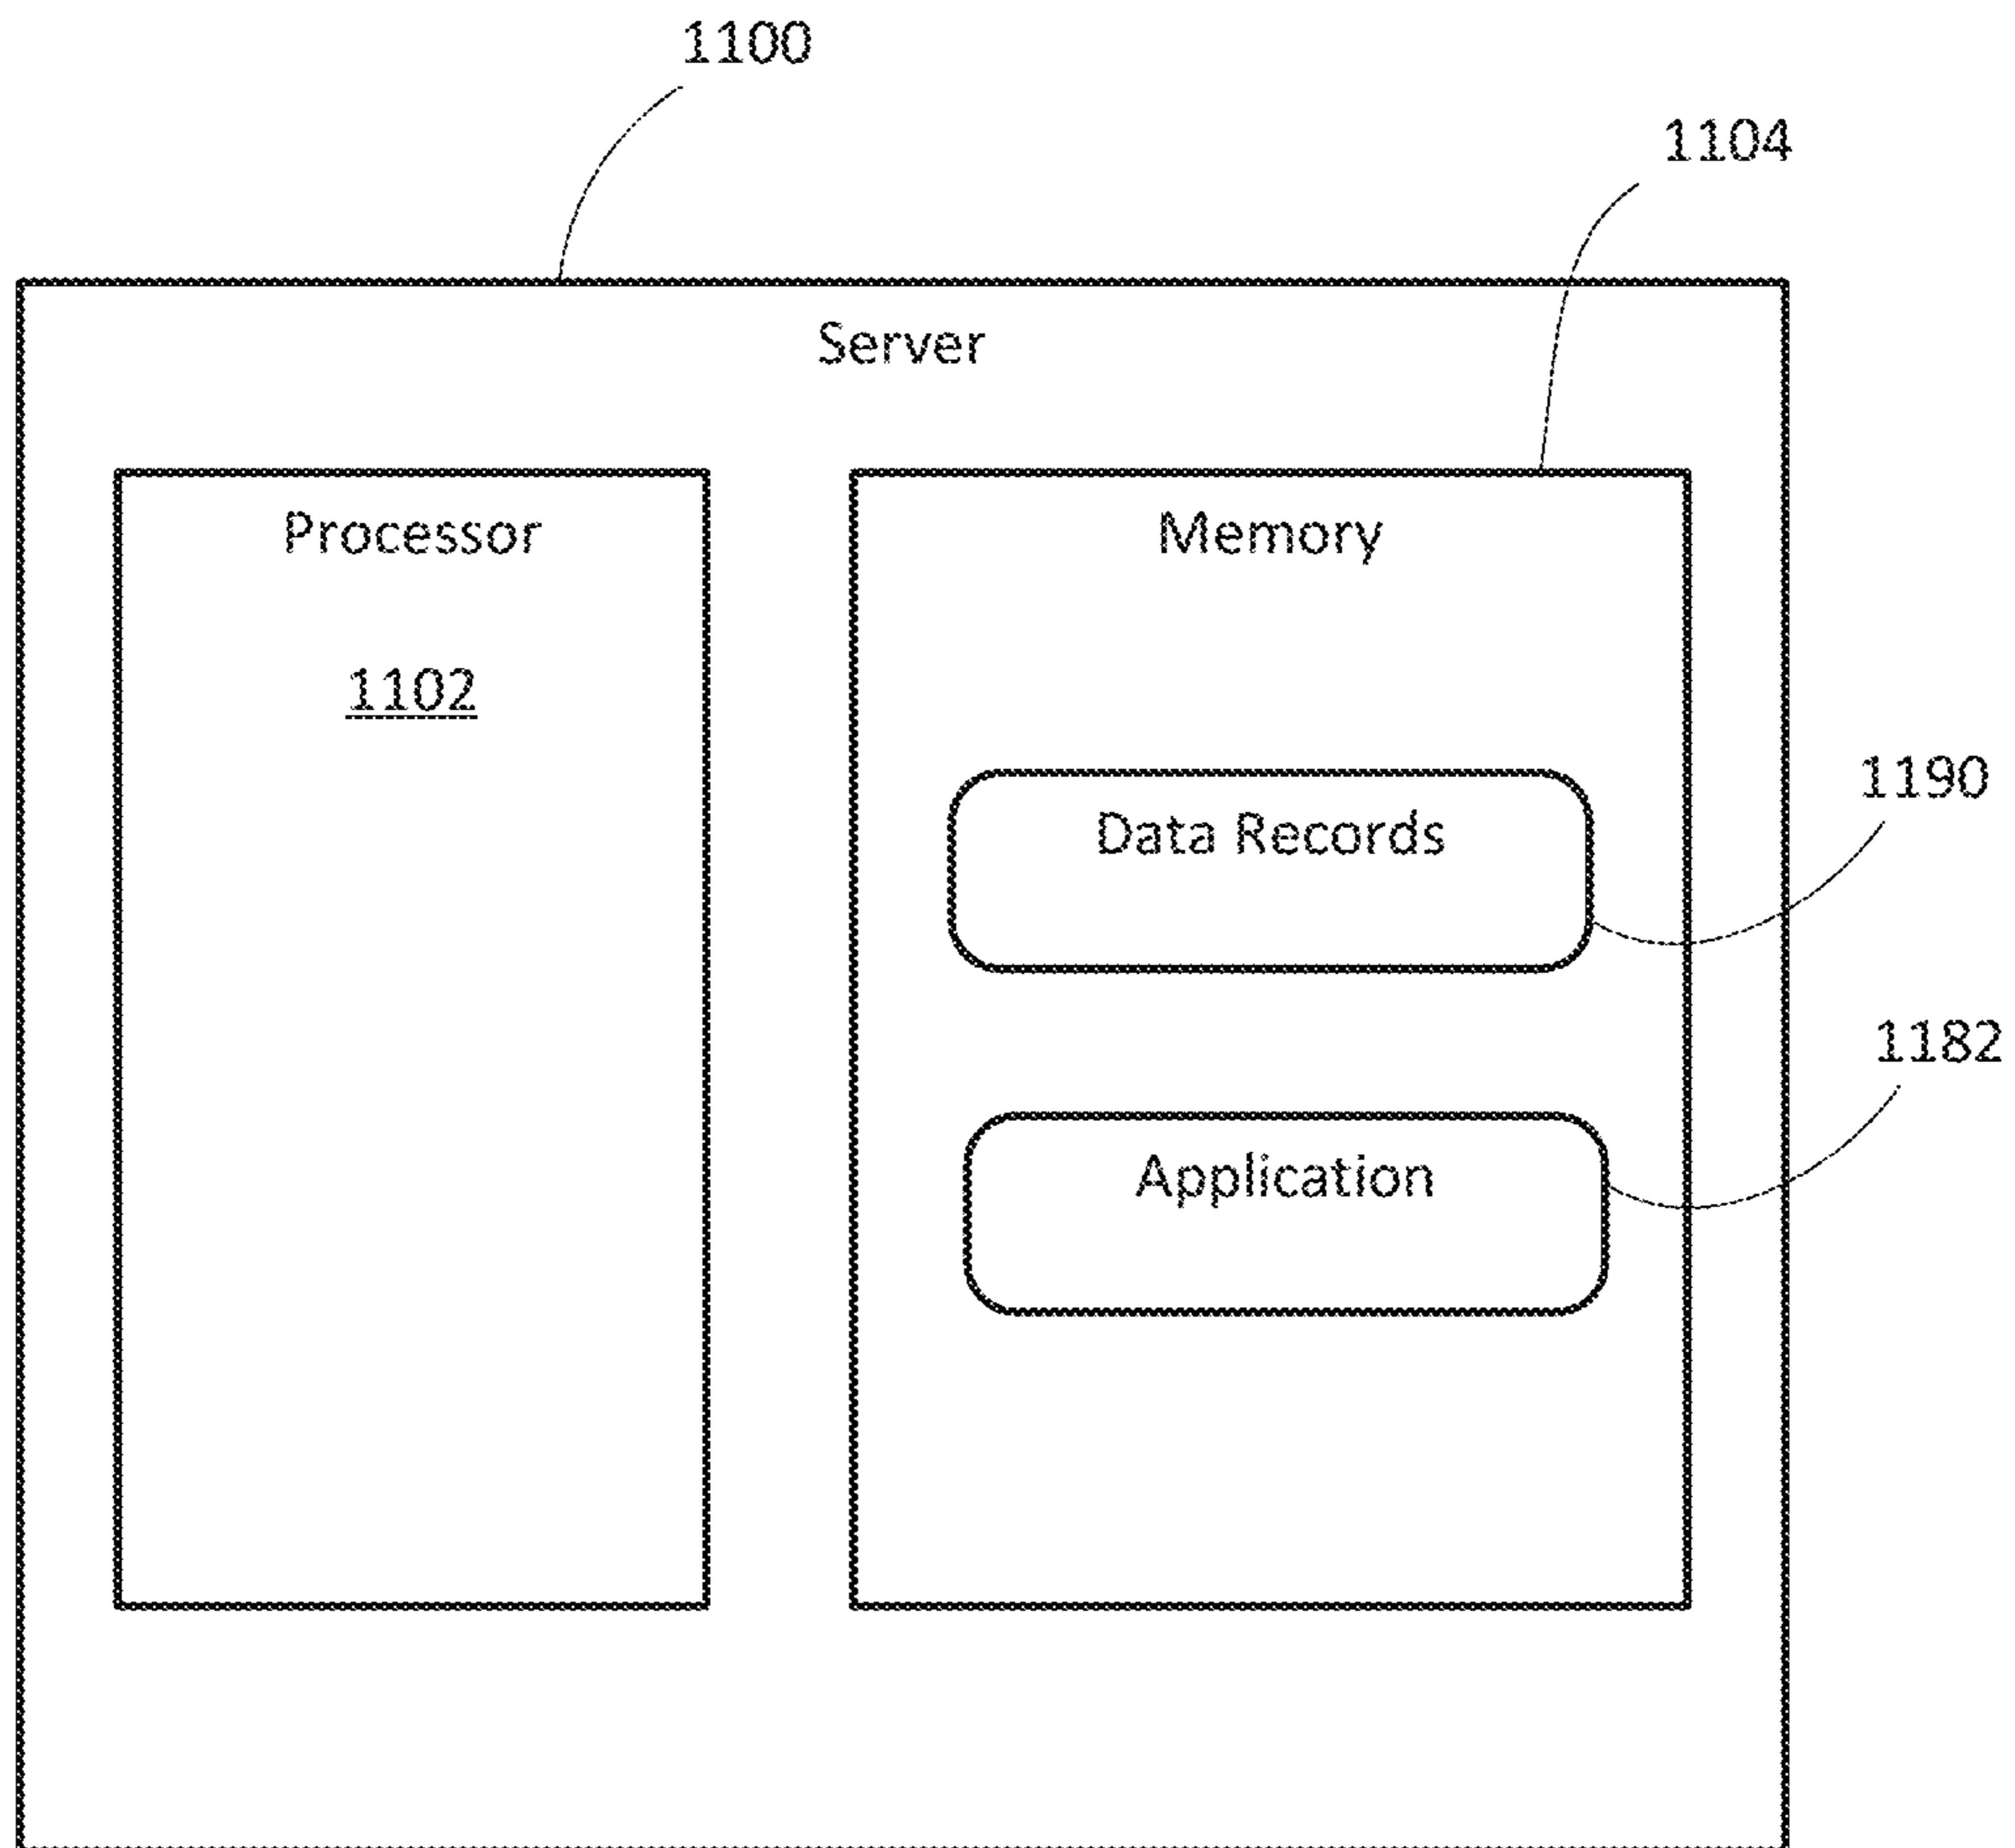 1100
1104
Server
Processor
Memory
1102
1190
Data Records
1182
Application